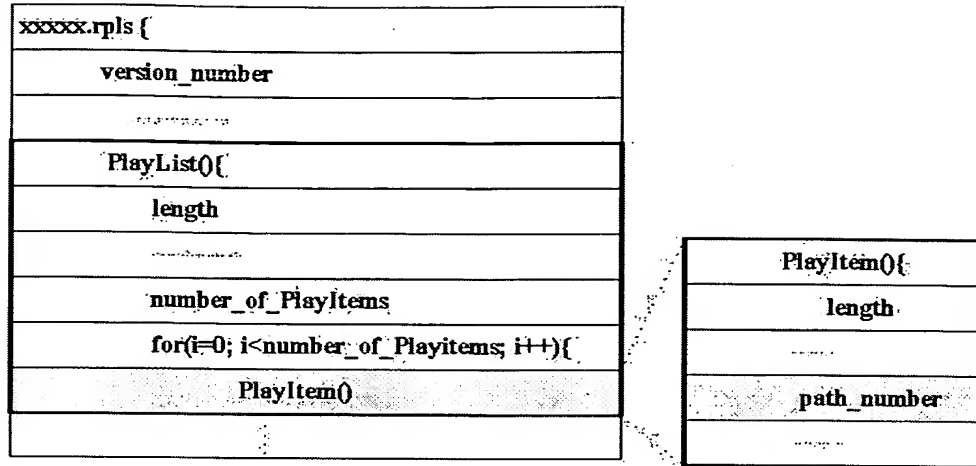 xxxxx.rpls {
version_number
PlayList(){
length
number_of_PlayItems
for(i=0; i<number_of_Playitems; i++){
PlayItem()
PlayItem(){
length
path_number